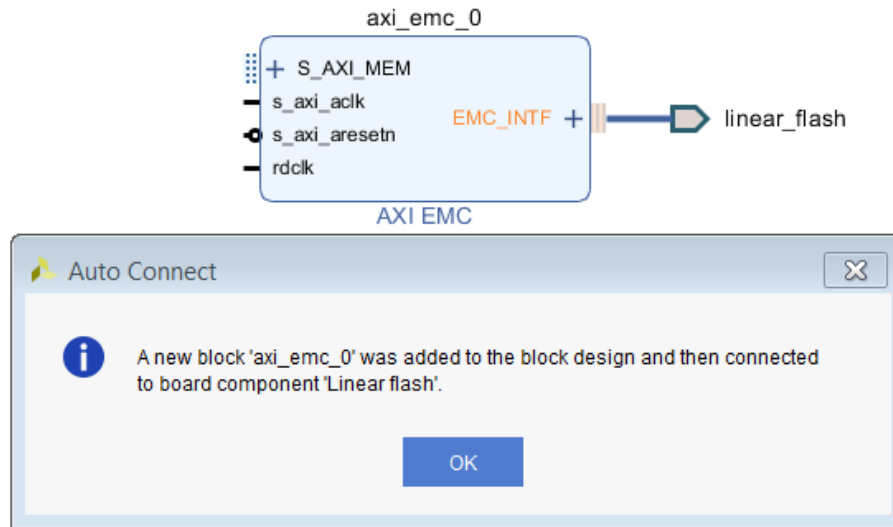 axi_emc_0
S_AXI_MEM
s_axi_aclk
s_axi_aresetn
rdclk
EMC_INTF
linear_flash
AXI EMC
Auto Connect
A new block 'axi_emc_0' was added to the block design and then connected
to board component 'Linear flash'.
OK